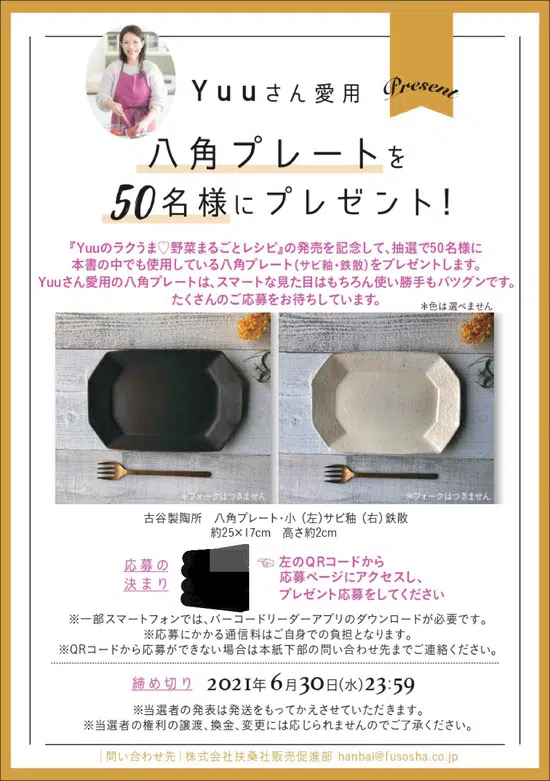 Yuuさん愛用
Present
八角プレートを
50名様にプレゼント!
『Yuuのラクうま♡野菜まるごとレシピ』の発売を記念して、抽選で50名様に
本書の中でも使用している八角プレート(サビ釉・鉄散)をプレゼントします。
Yuuさん愛用の八角プレートは、スマートな見た目はもちろん使い勝手もバツグンです。
たくさんのご応募をお待ちしています。
*色は選べません
*フォークはつきません
*フォークはつきません
古谷製陶所 八角プレート・小 (左)サビ釉 (右)鉄散
約25×17cm 高さ約2cm
応募の
決まり
☜ 左のQRコードから
応募ページにアクセスし、
プレゼント応募をしてください
※一部スマートフォンでは、バーコードリーダーアプリのダウンロードが必要です。
※応募にかかる通信料はご自身での負担となります。
※QRコードから応募ができない場合は本紙下部の問い合わせ先までご連絡ください。
締め切り 2021年6月30日(水)23:59
※当選者の発表は発送をもってかえさせていただきます。
※当選者の権利の譲渡、換金、変更には応じられませんのでご了承ください。
|問い合わせ先|株式会社扶桑社販売促進部 hanbai@fusosha.co.jp